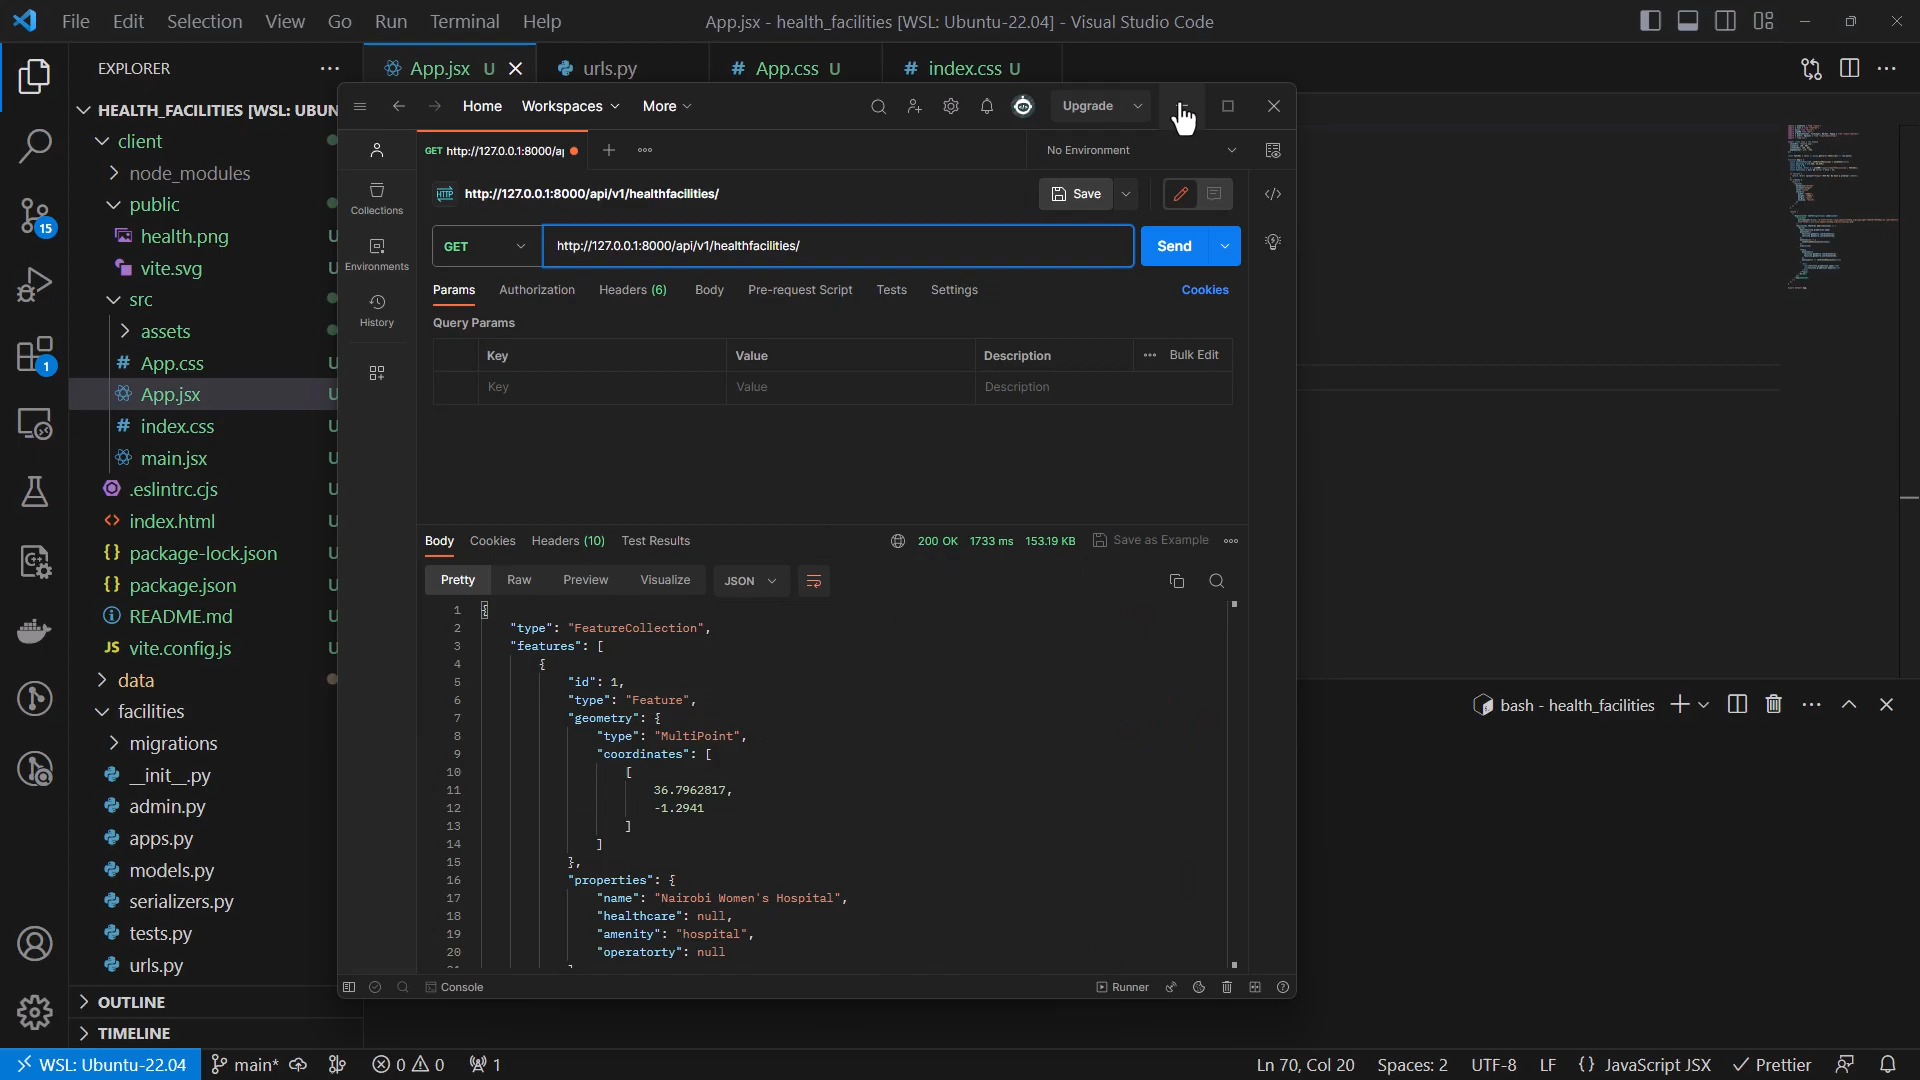 File Edit Selection View Go Run Terminal Help
App.jsx - health_facilities [WSL: Ubuntu-22.04] - Visual Studio Code
EXPLORER
App.jsx U
urls.py
# App.css U
# index.css U
HEALTH_FACILITIES [WSL: UBUN
client
node_modules
public
health.png U
vite.svg U
src
assets
# App.css U
App.jsx U
# index.css U
main.jsx U
.eslintrc.cjs U
<> index.html U
{} package-lock.json U
{} package.json U
README.md U
JS vite.config.js U
data
facilities
migrations
__init__.py
admin.py
apps.py
models.py
serializers.py
tests.py
urls.py
OUTLINE
TIMELINE
15
1
Home Workspaces More
Upgrade
GET http://127.0.0.1:8000/ap
No Environment
Collections
Environments
History
HTTP http://127.0.0.1:8000/api/v1/healthfacilities/
Save
GET http://127.0.0.1:8000/api/v1/healthfacilities/ Send
Params Authorization Headers (6) Body Pre-request Script Tests Settings Cookies
Query Params
Key Value Description Bulk Edit
Key Value Description
Body Cookies Headers (10) Test Results 200 OK 1733 ms 153.19 KB Save as Example
Pretty Raw Preview Visualize JSON
1 {
2 "type": "FeatureCollection",
3 "features": [
4 {
5 "id": 1,
6 "type": "Feature",
7 "geometry": {
8 "type": "MultiPoint",
9 "coordinates": [
10 [
11 36.7962817,
12 -1.2941
13 ]
14 ]
15 },
16 "properties": {
17 "name": "Nairobi Women's Hospital",
18 "healthcare": null,
19 "amenity": "hospital",
20 "operatorty": null
Console Runner
bash - health_facilities
WSL: Ubuntu-22.04 main* 0 0 1
Ln 70, Col 20 Spaces: 2 UTF-8 LF {} JavaScript JSX Prettier